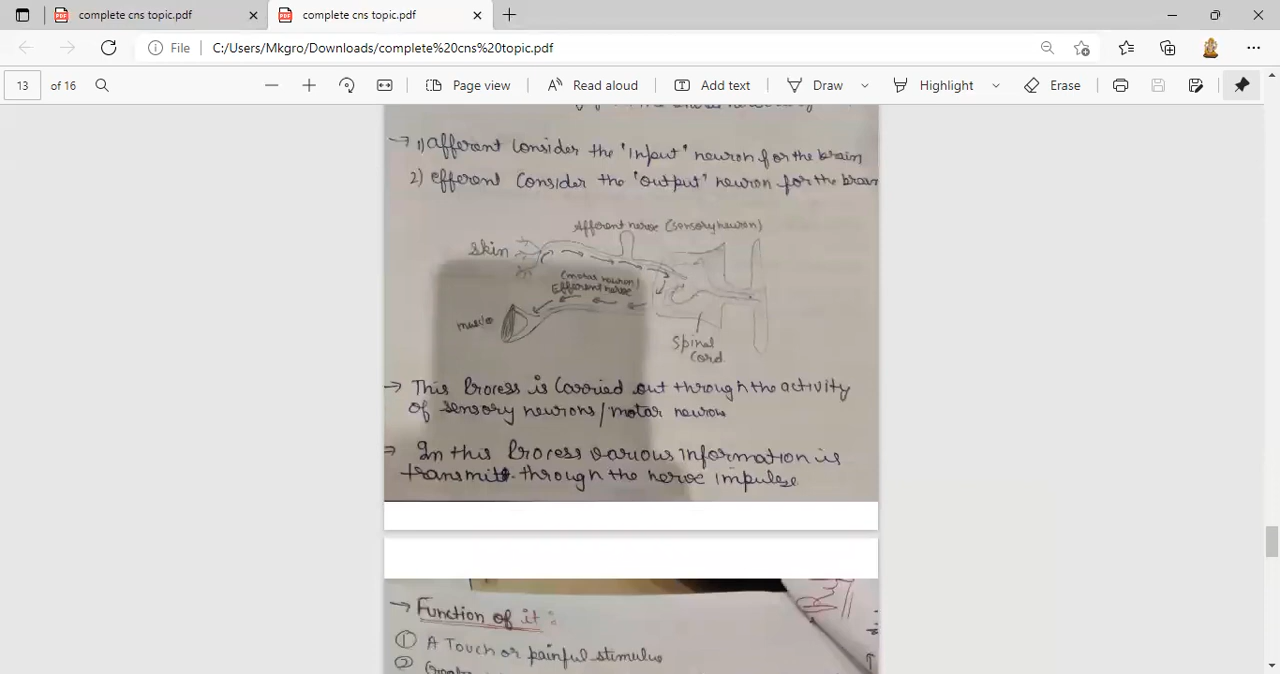 complete cns topic.pdf
complete cns topic.pdf
File
C:/Users/Mkgro/Downloads/complete%20cns%20topic.pdf
13 of 16
Page view
Read aloud
Add text
Draw
Highlight
Erase
→ 1) Afferent Consider the "input" neuron for the brain
2) Efferent Consider the "output" neuron for the brain
Afferent nerve (sensory neuron)
Skin
(motor neuron)
Efferent nerve
muscle
Spinal
Cord
→ This Process is Carried out through the activity
of sensory neurons/motor neuron
→ In this Process various information is
transmitt. through the nerve impulse
→ Function of it :
① A Touch or painful stimulus
②